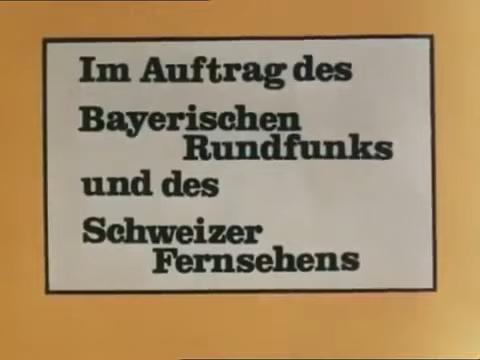 Im Auftrag des
Bayerischen
Rundfunks
und des
Schweizer
Fernsehens